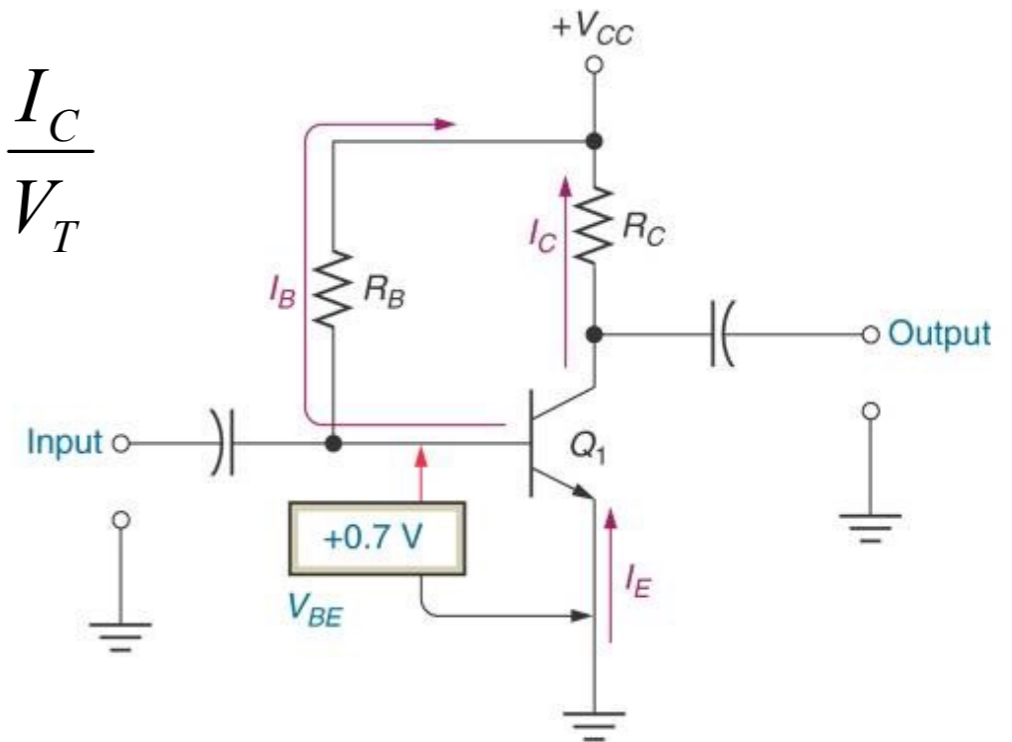 +V_CC
I_C
V_T
I_C
R_C
I_B
R_B
Output
Input
Q_1
+0.7 V
V_BE
I_E